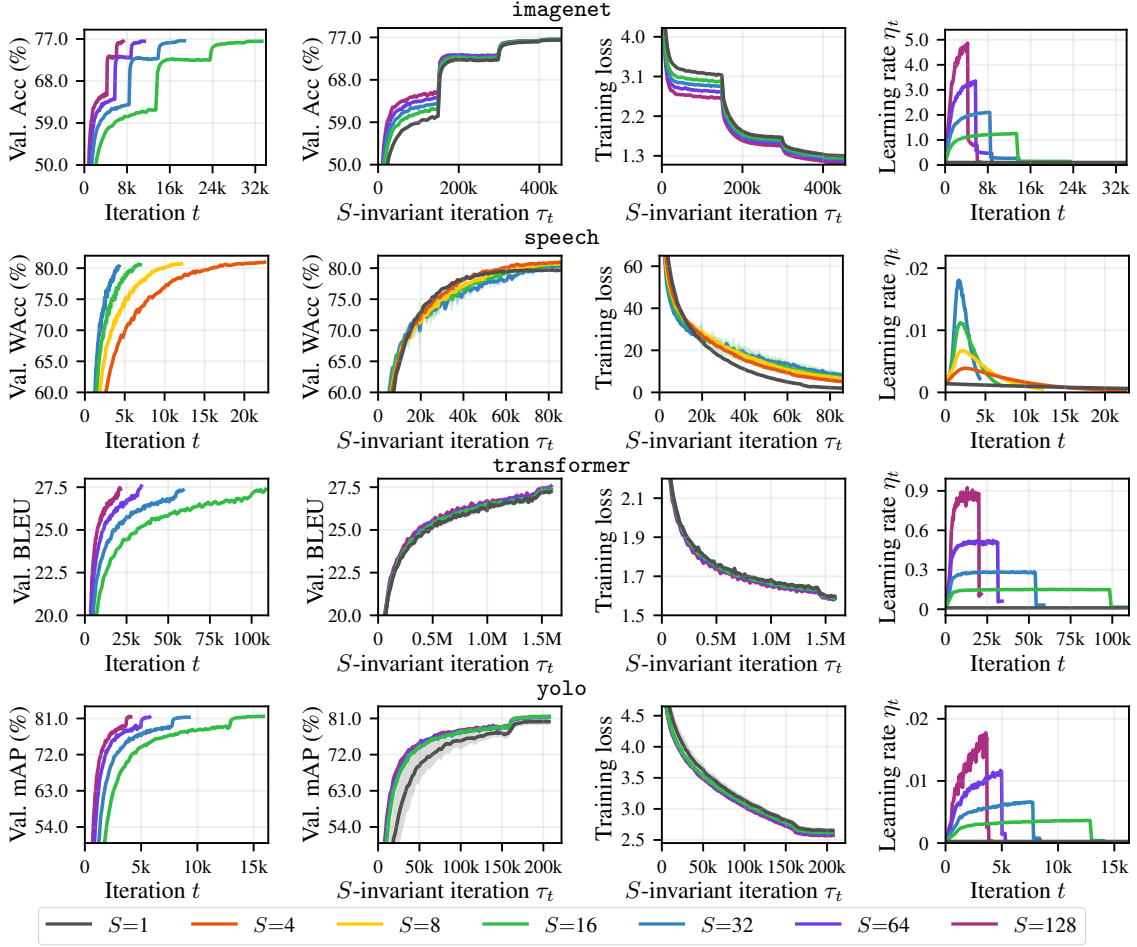 imagenet
Val. Acc (%)
77.0
68.0
59.0
50.0
0 8k 16k 24k 32k
Iteration t
Val. Acc (%)
77.0
68.0
59.0
50.0
200k 400k
S-invariant iteration τt
Training loss
4.0
3.1
2.2
1.3
200k 400k
S-invariant iteration τt
Learning rate ηt
5.0
4.0
3.0
2.0
1.0
0
0 8k 16k 24k 32k
Iteration t
speech
Val. WAcc (%)
80.0
75.0
70.0
65.0
60.0
0 5k 10k 15k 20k
Iteration t
Val. WAcc (%)
80.0
75.0
70.0
65.0
60.0
0 20k 40k 60k 80k
S-invariant iteration τt
Training loss
60
40
20
0
20k 40k 60k 80k
S-invariant iteration τt
Learning rate ηt
.02
.01
0
0 5k 10k 15k 20k
Iteration t
transformer
Val. BLEU
27.5
25.0
22.5
20.0
0 25k 50k 75k 100k
Iteration t
Val. BLEU
27.5
25.0
22.5
20.0
0 0.5M 1.0M 1.5M
S-invariant iteration τt
Training loss
2.1
1.9
1.7
1.5
0 0.5M 1.0M 1.5M
S-invariant iteration τt
Learning rate ηt
0.9
0.6
0.3
0
25k 50k 75k 100k
Iteration t
yolo
Val. mAP (%)
81.0
72.0
63.0
54.0
0 5k 10k 15k
Iteration t
Val. mAP (%)
81.0
72.0
63.0
54.0
0 50k 100k 150k 200k
S-invariant iteration τt
Training loss
4.5
4.0
3.5
3.0
2.5
0 50k 100k 150k 200k
S-invariant iteration τt
Learning rate ηt
.02
.01
0
0 5k 10k 15k
Iteration t
S=1 S=4 S=8 S=16 S=32 S=64 S=128